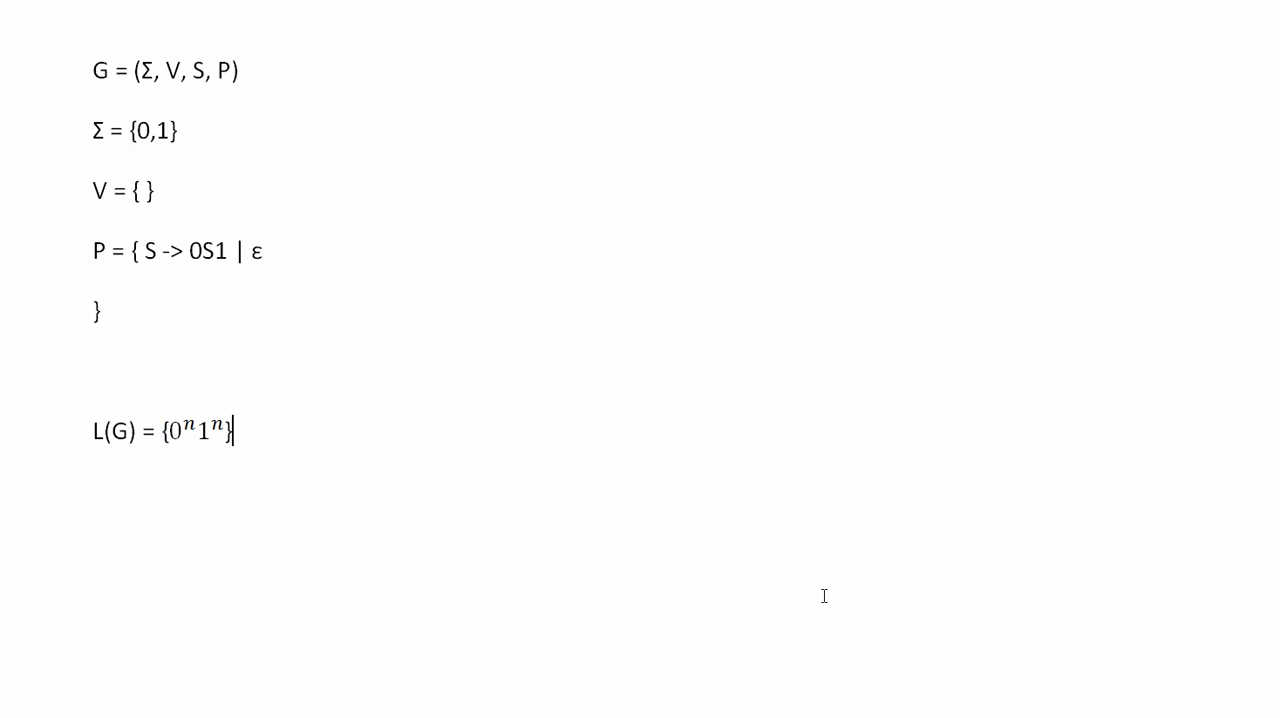 G = (Σ, V, S, P)
Σ = {0,1}
V = { }
P = { S -> 0S1 | ε
}
L(G) = {0ⁿ1ⁿ}